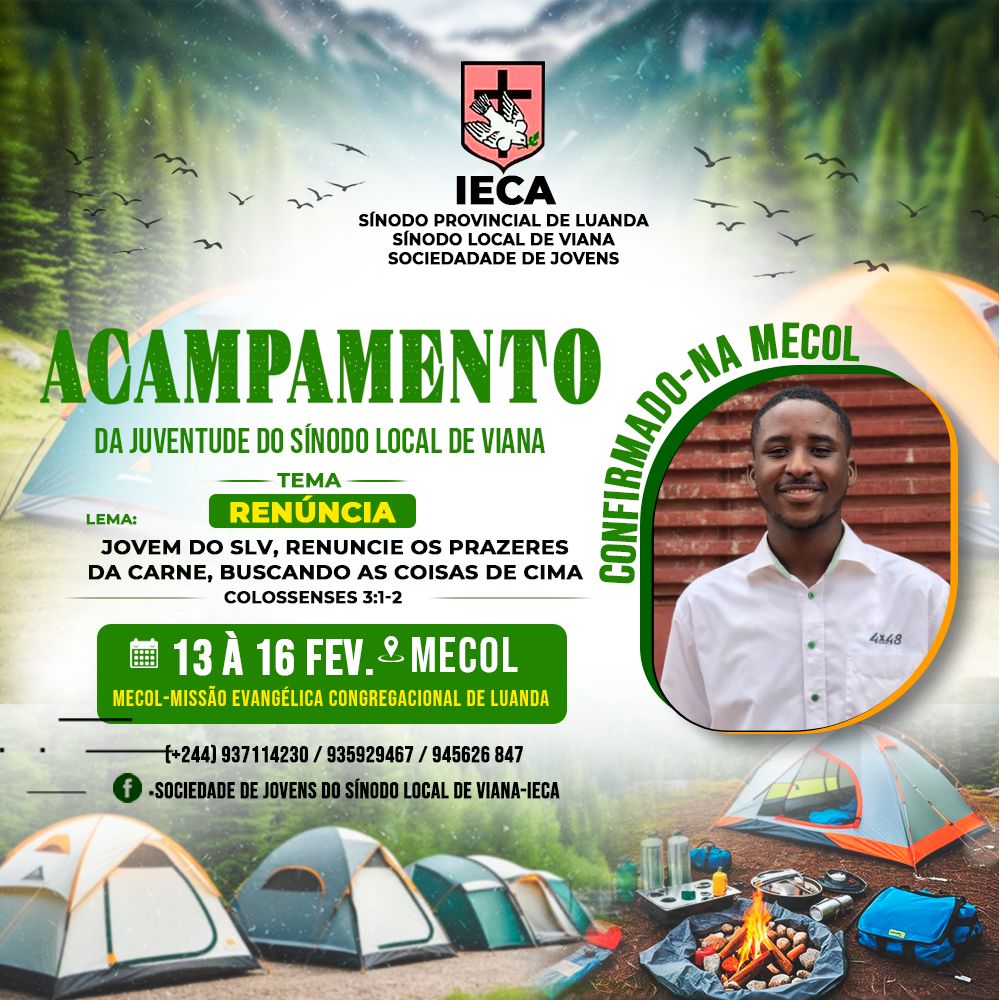 IECA
SÍNODO PROVINCIAL DE LUANDA
SÍNODO LOCAL DE VIANA
SOCIEDADADE DE JOVENS
ACAMPAMENTO
DA JUVENTUDE DO SÍNODO LOCAL DE VIANA
TEMA
LEMA:
RENÚNCIA
JOVEM DO SLV, RENUNCIE OS PRAZERES
DA CARNE, BUSCANDO AS COISAS DE CIMA
COLOSSENSES 3:1-2
13 À 16 FEV. MECOL
MECOL-MISSÃO EVANGÉLICA CONGREGACIONAL DE LUANDA
(+244) 937114230 / 935929467 / 945626 847
f -SOCIEDADE DE JOVENS DO SÍNODO LOCAL DE VIANA-IECA
CONFIRMADO-NA MECOL
4x48